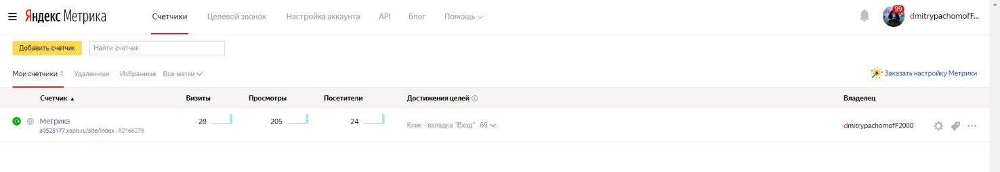 Яндекс Метрика Счетчики Целевой звонок Настройка аккаунта API Блог Помощь 99 dmitrypachomofF...
Добавить счетчик Найти счетчик
Мои счетчики 1 Удаленные Избранные Все метки Заказать настройку Метрики
Счетчик ▲ Визиты Просмотры Посетители Достижения целей Владелец
Метрика 28 205 24 Клик - вкладка "Вход" 69 dmitrypachomofF2000
a0525177.xsph.ru/site/index - 82166278